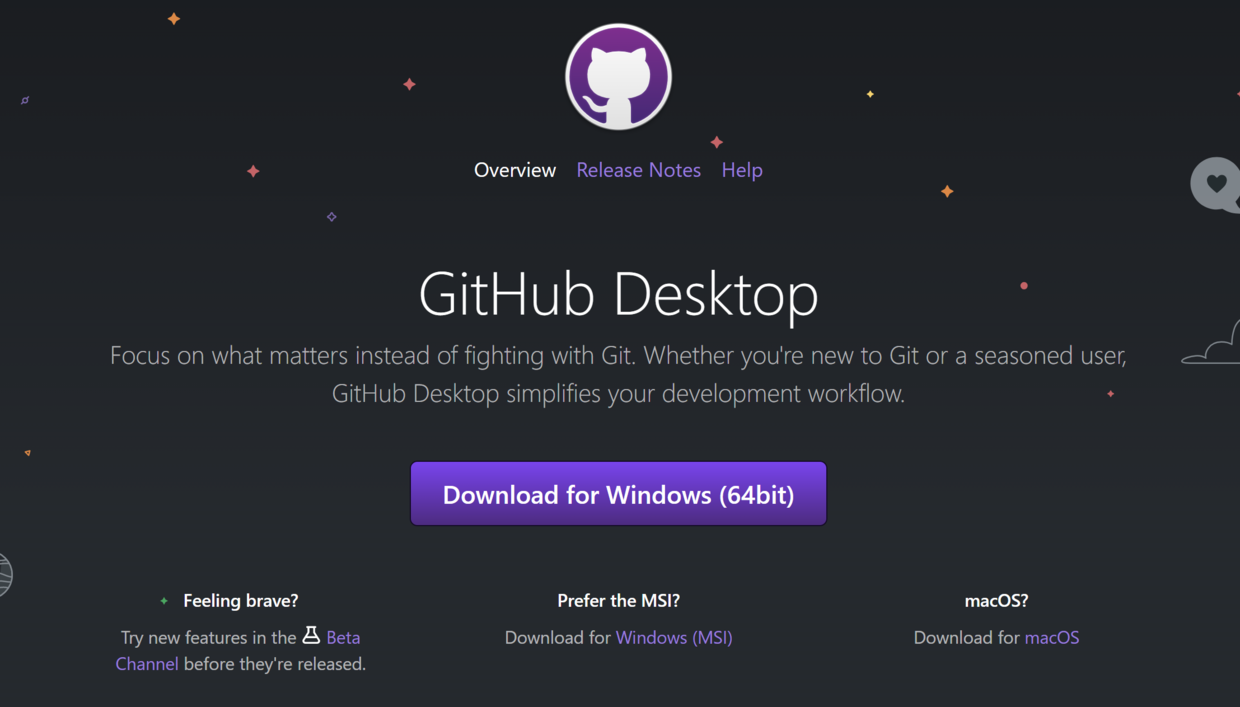 Overview Release Notes Help
GitHub Desktop
Focus on what matters instead of fighting with Git. Whether you're new to Git or a seasoned user,
GitHub Desktop simplifies your development workflow.
Download for Windows (64bit)
Feeling brave?
Try new features in the Beta
Channel before they're released.
Prefer the MSI?
Download for Windows (MSI)
macOS?
Download for macOS